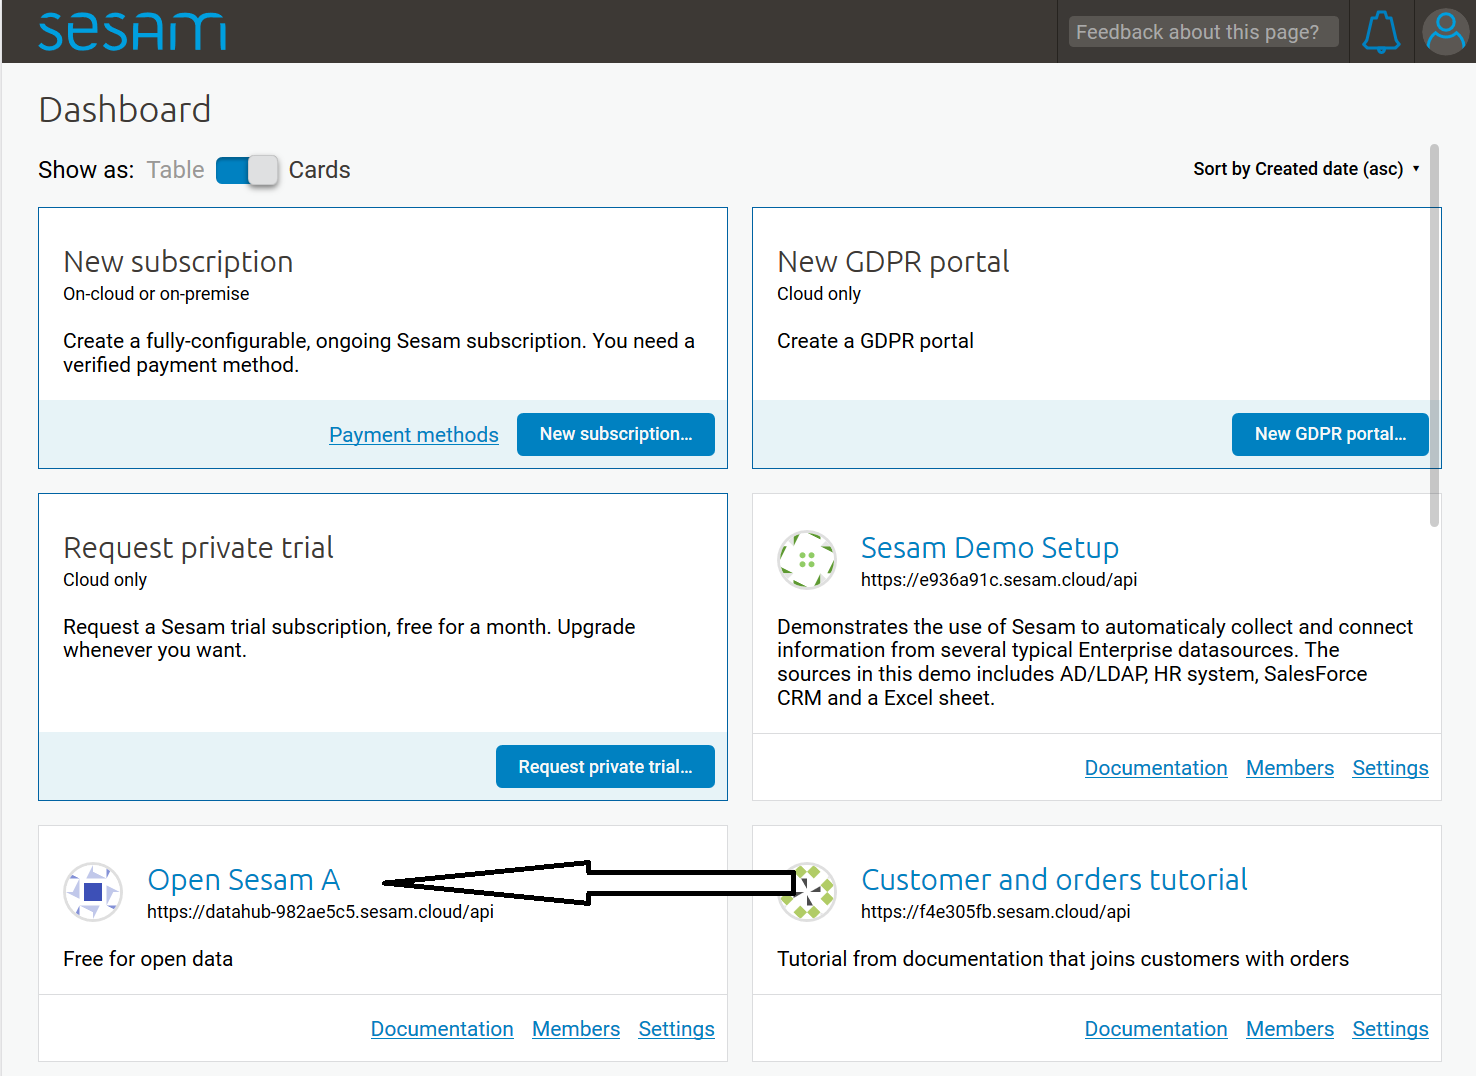 sesam
Feedback about this page?
Dashboard
Show as: Table Cards
Sort by Created date (asc)
New subscription
On-cloud or on-premise
Create a fully-configurable, ongoing Sesam subscription. You need a
verified payment method.
Payment methods
New subscription...
New GDPR portal
Cloud only
Create a GDPR portal
New GDPR portal...
Request private trial
Cloud only
Request a Sesam trial subscription, free for a month. Upgrade
whenever you want.
Request private trial...
Sesam Demo Setup
https://e936a91c.sesam.cloud/api
Demonstrates the use of Sesam to automaticaly collect and connect
information from several typical Enterprise datasources. The
sources in this demo includes AD/LDAP, HR system, SalesForce
CRM and a Excel sheet.
Documentation Members Settings
Open Sesam A
https://datahub-982ae5c5.sesam.cloud/api
Free for open data
Documentation Members Settings
Customer and orders tutorial
https://f4e305fb.sesam.cloud/api
Tutorial from documentation that joins customers with orders
Documentation Members Settings